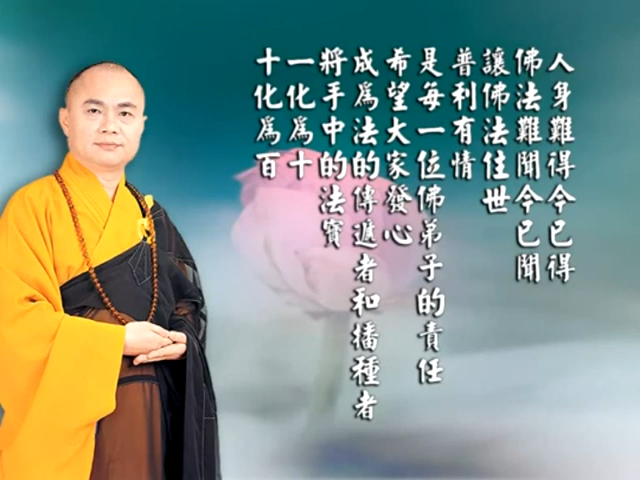 人身難得今已得
佛法難聞今已聞
讓佛法住世
普利有情
是每一位佛弟子的責任
希望大家發心
成爲法的傳遞者和播種者
將手中的法寶
一化爲十
十化爲百